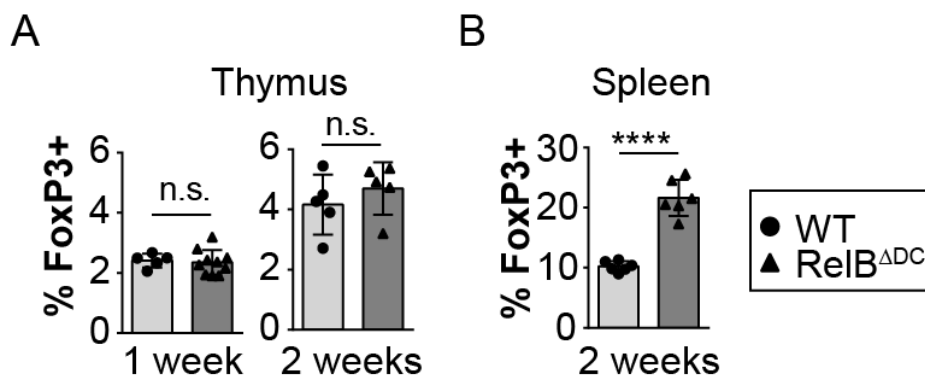 A
B
Thymus
Spleen
% FoxP3+
6
4
2
0
n.s.
1 week
6
4
2
0
n.s.
2 weeks
% FoxP3+
30
20
10
0
****
2 weeks
WT
RelBΔDC